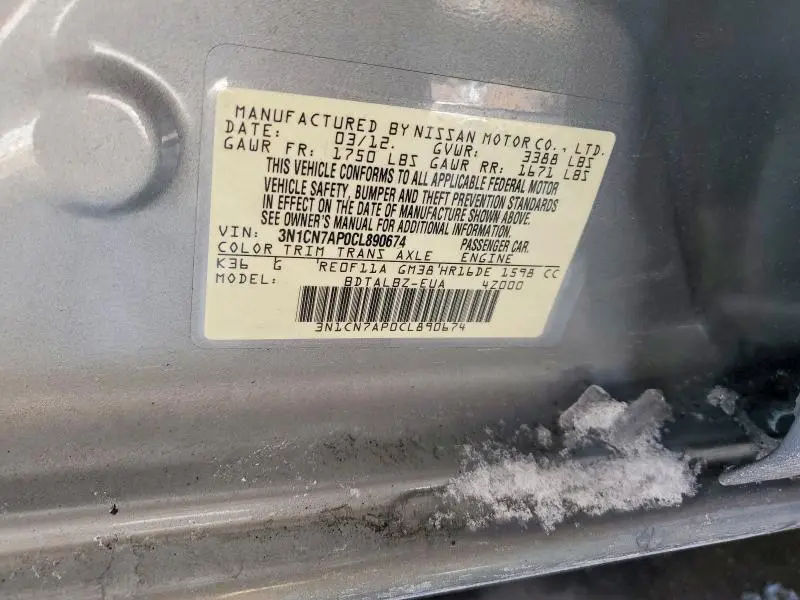 MANUFACTURED BY NISSAN MOTOR CO., LTD.
DATE: 03/12. GVWR: 3388 LBS
GAWR FR: 1750 LBS GAWR RR: 1671 LBS
THIS VEHICLE CONFORMS TO ALL APPLICABLE FEDERAL MOTOR
VEHICLE SAFETY, BUMPER AND THEFT PREVENTION STANDARDS
IN EFFECT ON THE DATE OF MANUFACTURE SHOWN ABOVE.
SEE OWNER'S MANUAL FOR ADDITIONAL INFORMATION.
VIN: 3N1CN7AP0CL890674 PASSENGER CAR.
COLOR TRIM TRANS AXLE ENGINE
K36 G RE0F11A GM38 HR16DE 1598 CC
MODEL: BDTALBZ-EUA 4Z000
3N1CN7AP0CL890674